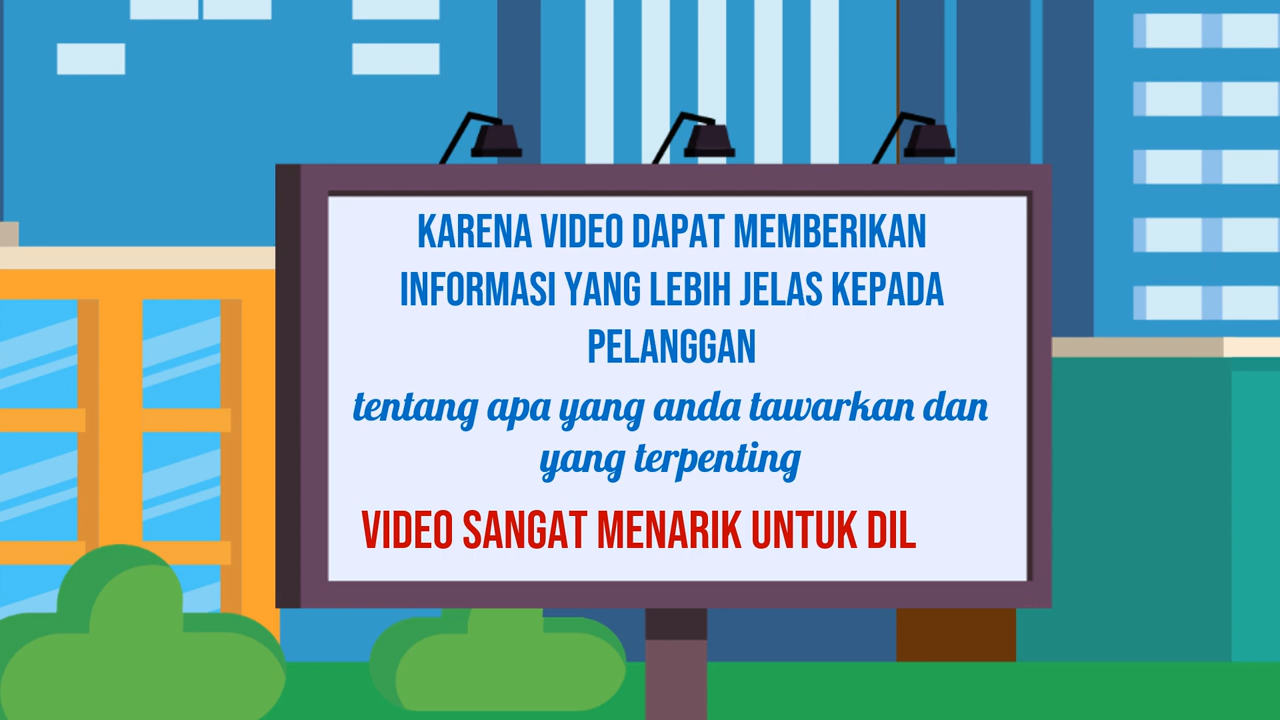 KARENA VIDEO DAPAT MEMBERIKAN
INFORMASI YANG LEBIH JELAS KEPADA
PELANGGAN
tentang apa yang anda tawarkan dan
yang terpenting
VIDEO SANGAT MENARIK UNTUK DIL